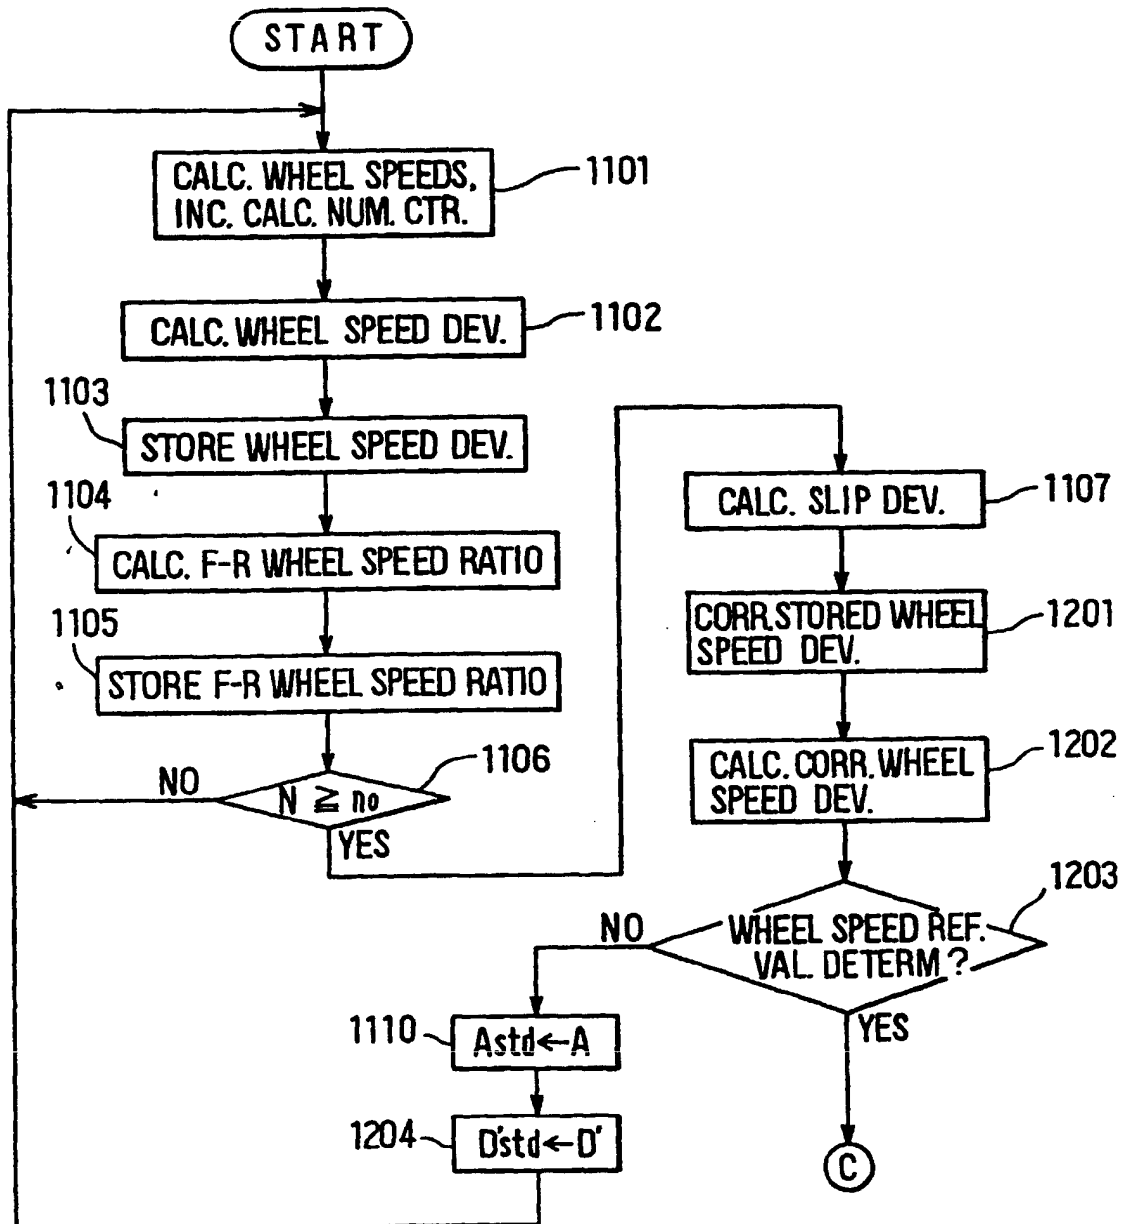 START
CALC. WHEEL SPEEDS,
INC. CALC. NUM. CTR.
1101
CALC. WHEEL SPEED DEV.
1102
1103
STORE WHEEL SPEED DEV.
1104
CALC. F-R WHEEL SPEED RATIO
1105
STORE F-R WHEEL SPEED RATIO
1106
N ≧ no
NO
YES
CALC. SLIP DEV.
1107
CORR. STORED WHEEL
SPEED DEV.
1201
CALC. CORR. WHEEL
SPEED DEV.
1202
1203
WHEEL SPEED REF.
VAL. DETERM ?
NO
YES
1110
Astd←A
1204
D'std←D'
C